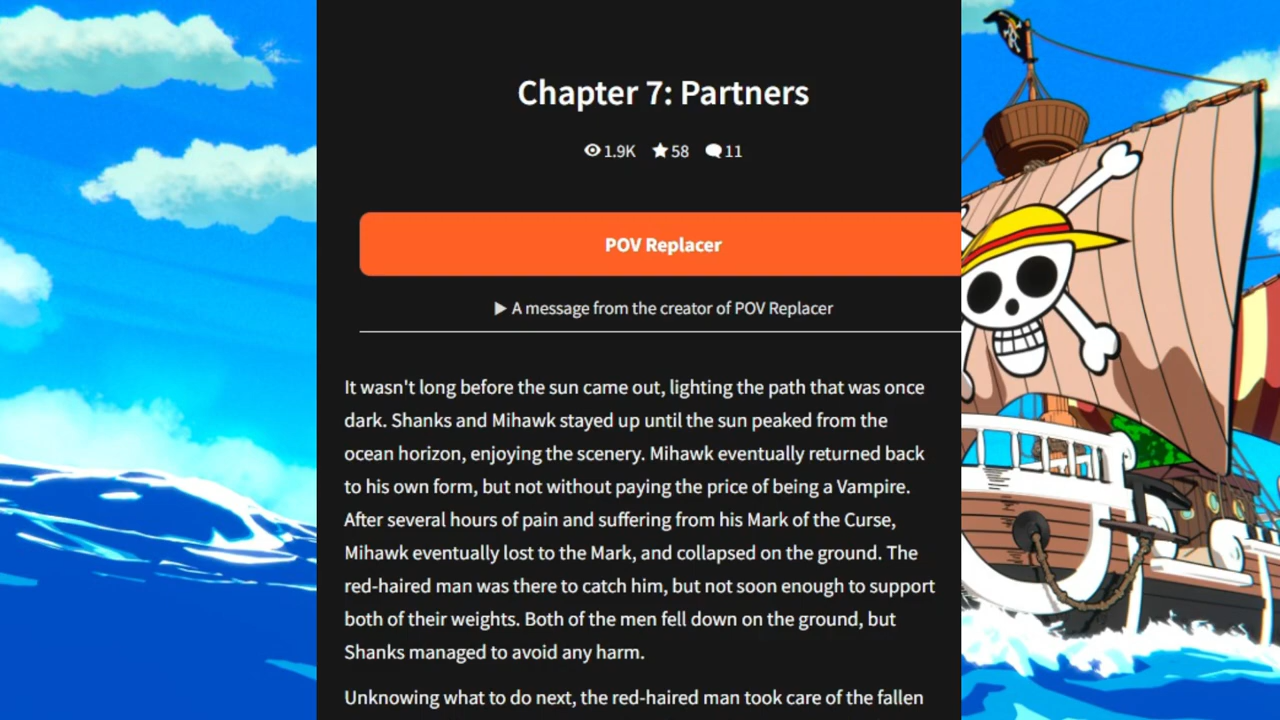 Chapter 7: Partners
1.9K 58 11
POV Replacer
▶ A message from the creator of POV Replacer
It wasn't long before the sun came out, lighting the path that was once
dark. Shanks and Mihawk stayed up until the sun peaked from the
ocean horizon, enjoying the scenery. Mihawk eventually returned back
to his own form, but not without paying the price of being a Vampire.
After several hours of pain and suffering from his Mark of the Curse,
Mihawk eventually lost to the Mark, and collapsed on the ground. The
red-haired man was there to catch him, but not soon enough to support
both of their weights. Both of the men fell down on the ground, but
Shanks managed to avoid any harm.
Unknowing what to do next, the red-haired man took care of the fallen